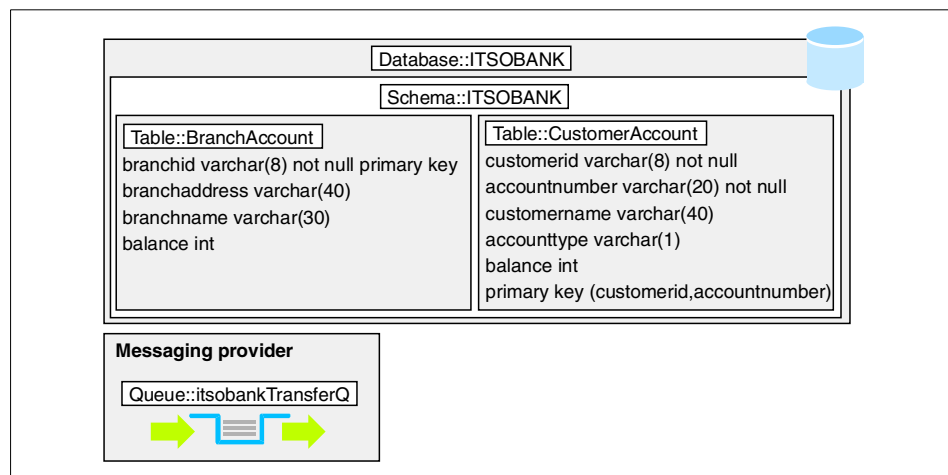 Database::ITSOBANK
Schema::ITSOBANK
Table::BranchAccount
branchid varchar(8) not null primary key
branchaddress varchar(40)
branchname varchar(30)
balance int
Table::CustomerAccount
customerid varchar(8) not null
accountnumber varchar(20) not null
customername varchar(40)
accounttype varchar(1)
balance int
primary key (customerid,accountnumber)
Messaging provider
Queue::itsobankTransferQ